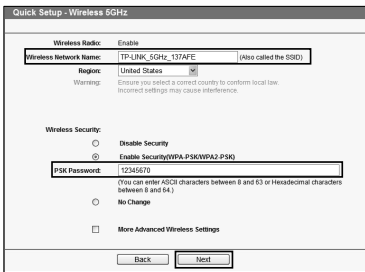 Quick Setup - Wireless 5GHz
Wireless Radio: Enable
Wireless Network Name: TP-LINK_5GHz_137AFE (Also called the SSID)
Region: United States
Warning: Ensure you select a correct country to conform local law.
Incorrect settings may cause interference.
Wireless Security:
Disable Security
Enable Security(WPA-PSK/WPA2-PSK)
PSK Password: 12345670
(You can enter ASCII characters between 8 and 63 or Hexadecimal characters
between 8 and 64.)
No Change
More Advanced Wireless Settings
Back Next